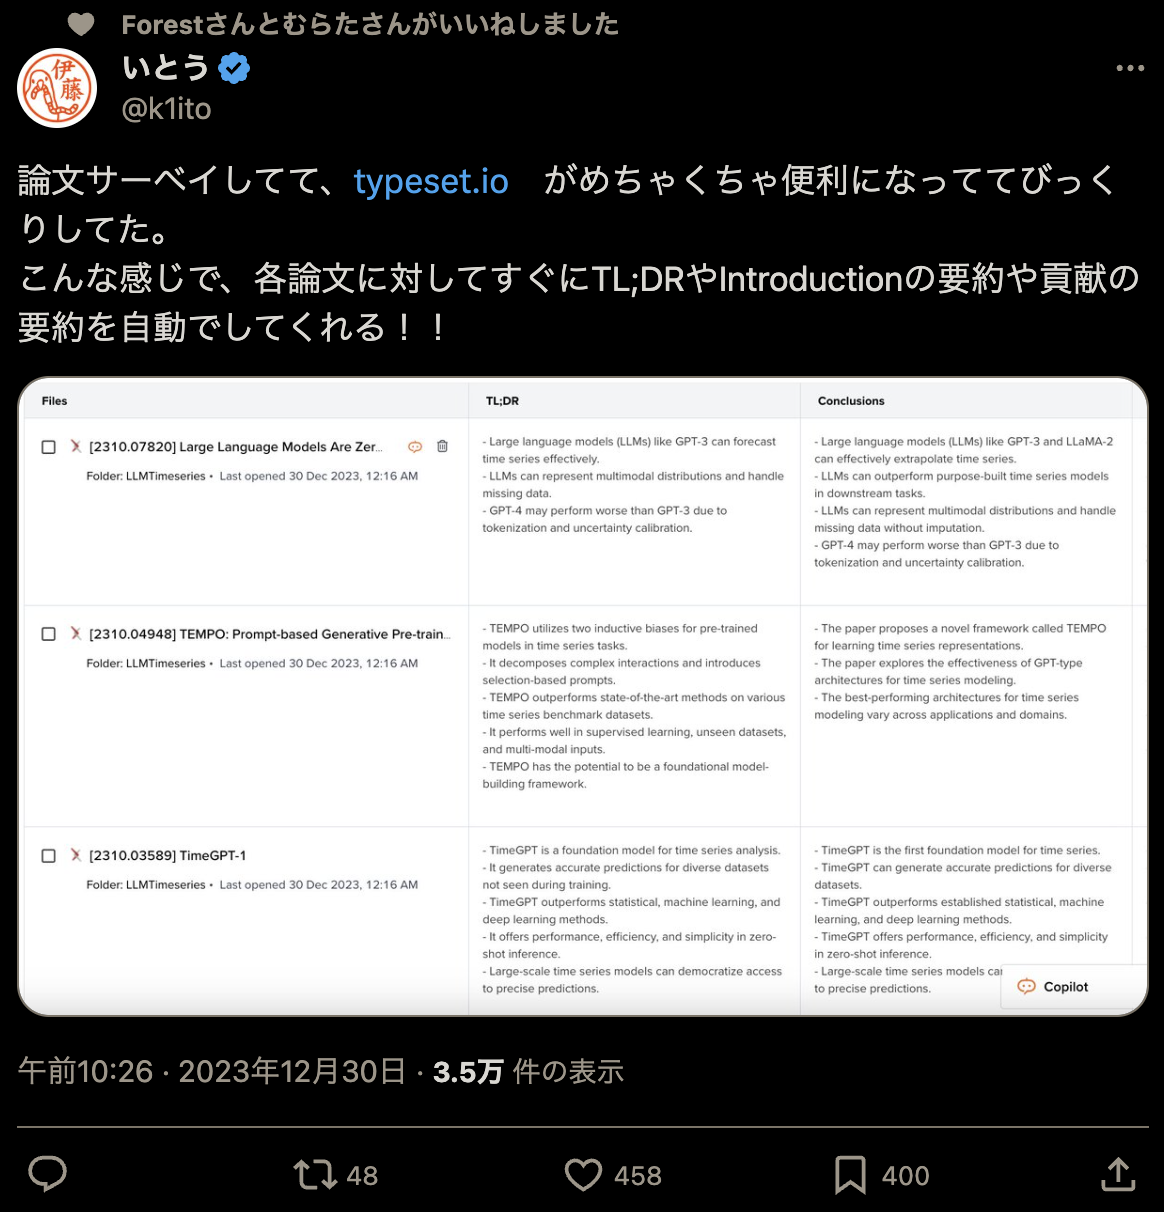 Forestさんとむらたさんがいいねしました
伊藤
いとう
@k1ito
論文サーベイしてて、typeset.io　がめちゃくちゃ便利になっててびっく
りしてた。
こんな感じで、各論文に対してすぐにTL;DRやIntroductionの要約や貢献の
要約を自動でしてくれる！！
Files
TL;DR
Conclusions
[2310.07820] Large Language Models Are Zer...
Folder: LLMTimeseries • Last opened 30 Dec 2023, 12:16 AM
- Large language models (LLMs) like GPT-3 can forecast
time series effectively.
- LLMs can represent multimodal distributions and handle
missing data.
- GPT-4 may perform worse than GPT-3 due to
tokenization and uncertainty calibration.
- Large language models (LLMs) like GPT-3 and LLaMA-2
can effectively extrapolate time series.
- LLMs can outperform purpose-built time series models
in downstream tasks.
- LLMs can represent multimodal distributions and handle
missing data without imputation.
- GPT-4 may perform worse than GPT-3 due to
tokenization and uncertainty calibration.
[2310.04948] TEMPO: Prompt-based Generative Pre-train...
Folder: LLMTimeseries • Last opened 30 Dec 2023, 12:16 AM
- TEMPO utilizes two inductive biases for pre-trained
models in time series tasks.
- It decomposes complex interactions and introduces
selection-based prompts.
- TEMPO outperforms state-of-the-art methods on various
time series benchmark datasets.
- It performs well in supervised learning, unseen datasets,
and multi-modal inputs.
- TEMPO has the potential to be a foundational model-
building framework.
- The paper proposes a novel framework called TEMPO
for learning time series representations.
- The paper explores the effectiveness of GPT-type
architectures for time series modeling.
- The best-performing architectures for time series
modeling vary across applications and domains.
[2310.03589] TimeGPT-1
Folder: LLMTimeseries • Last opened 30 Dec 2023, 12:16 AM
- TimeGPT is a foundation model for time series analysis.
- It generates accurate predictions for diverse datasets
not seen during training.
- TimeGPT outperforms statistical, machine learning, and
deep learning methods.
- It offers performance, efficiency, and simplicity in zero-
shot inference.
- Large-scale time series models can democratize access
to precise predictions.
- TimeGPT is the first foundation model for time series.
- TimeGPT can generate accurate predictions for diverse
datasets.
- TimeGPT outperforms established statistical, machine
learning, and deep learning methods.
- TimeGPT offers performance, efficiency, and simplicity
in zero-shot inference.
- Large-scale time series models
to precise predictions.
Copilot
午前10:26 · 2023年12月30日 · 3.5万 件の表示
48
458
400